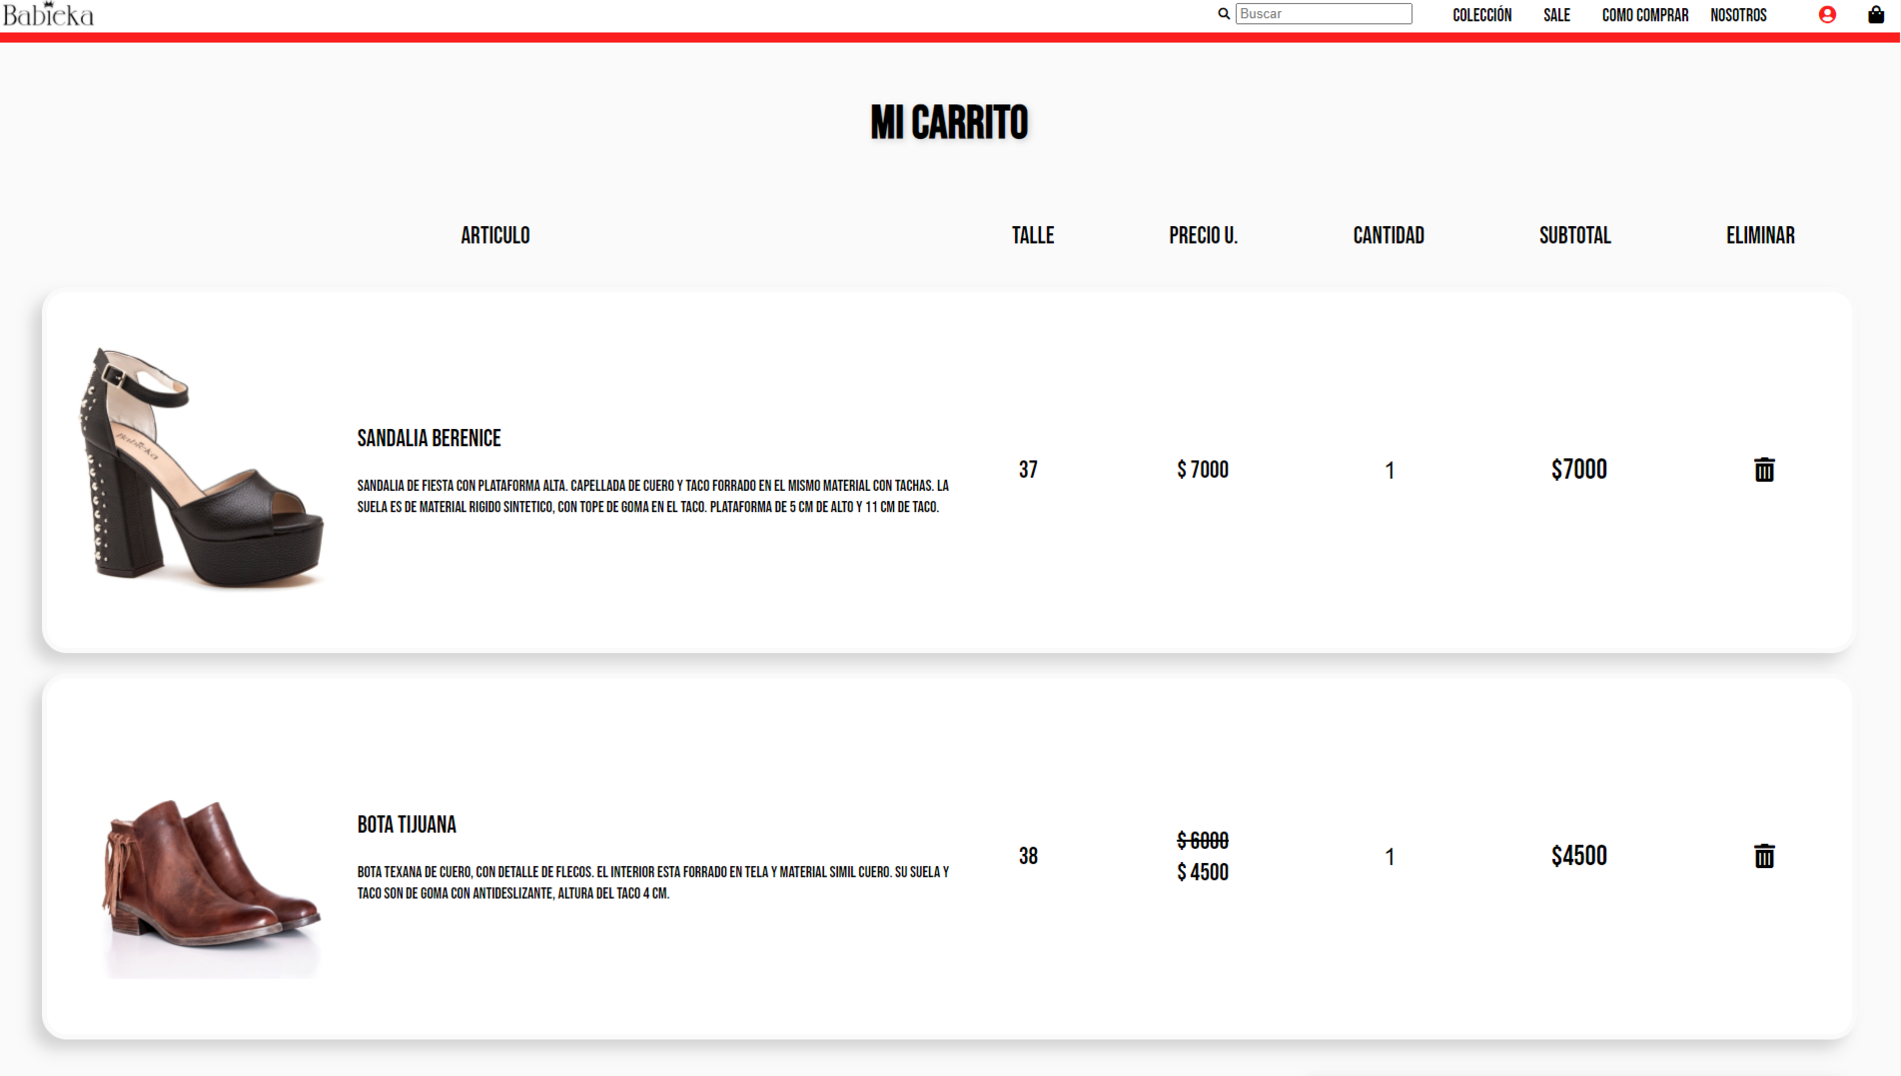 Babieka
Buscar
COLECCIÓN SALE COMO COMPRAR NOSOTROS
MI CARRITO
ARTICULO TALLE PRECIO U. CANTIDAD SUBTOTAL ELIMINAR
Babieka
SANDALIA BERENICE
SANDALIA DE FIESTA CON PLATAFORMA ALTA. CAPELLADA DE CUERO Y TACO FORRADO EN EL MISMO MATERIAL CON TACHAS. LA
SUELA ES DE MATERIAL RIGIDO SINTETICO, CON TOPE DE GOMA EN EL TACO. PLATAFORMA DE 5 CM DE ALTO Y 11 CM DE TACO.
37
$ 7000
1
$7000
BOTA TIJUANA
BOTA TEXANA DE CUERO, CON DETALLE DE FLECOS. EL INTERIOR ESTA FORRADO EN TELA Y MATERIAL SIMIL CUERO. SU SUELA Y
TACO SON DE GOMA CON ANTIDESLIZANTE, ALTURA DEL TACO 4 CM.
38
$ 6000
$ 4500
1
$4500